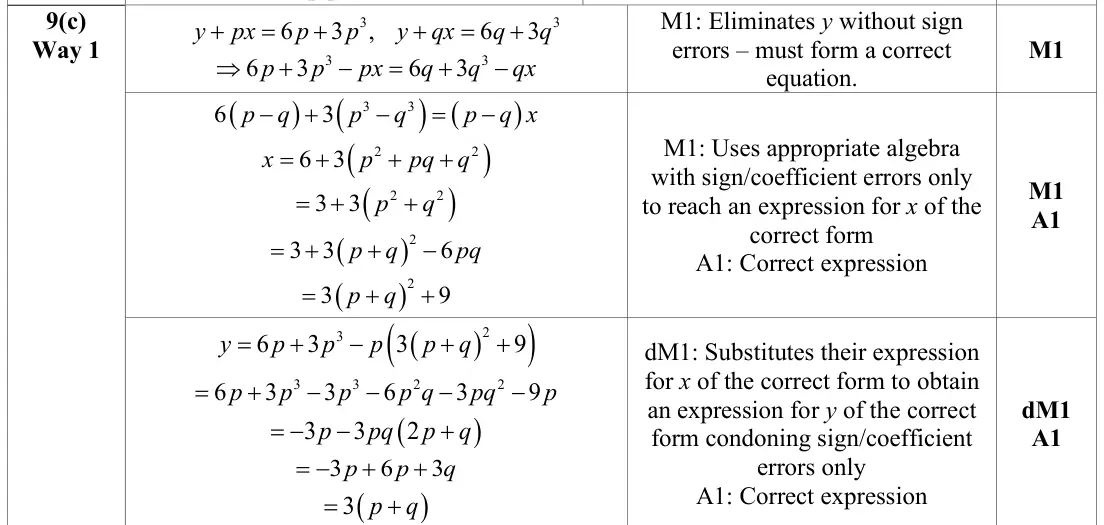 9(c)
Way 1
y + px = 6p + 3p³, y + qx = 6q + 3q³
⇒ 6p + 3p³ − px = 6q + 3q³ − qx
M1: Eliminates y without sign
errors – must form a correct
equation.
M1
6(p − q) + 3(p³ − q³) = (p − q)x
x = 6 + 3(p² + pq + q²)
= 3 + 3(p² + q²)
= 3 + 3(p + q)² − 6pq
= 3(p + q)² + 9
M1: Uses appropriate algebra
with sign/coefficient errors only
to reach an expression for x of the
correct form
A1: Correct expression
M1
A1
y = 6p + 3p³ − p(3(p + q)² + 9)
= 6p + 3p³ − 3p³ − 6p²q − 3pq² − 9p
= −3p − 3pq(2p + q)
= −3p + 6p + 3q
= 3(p + q)
dM1: Substitutes their expression
for x of the correct form to obtain
an expression for y of the correct
form condoning sign/coefficient
errors only
A1: Correct expression
dM1
A1